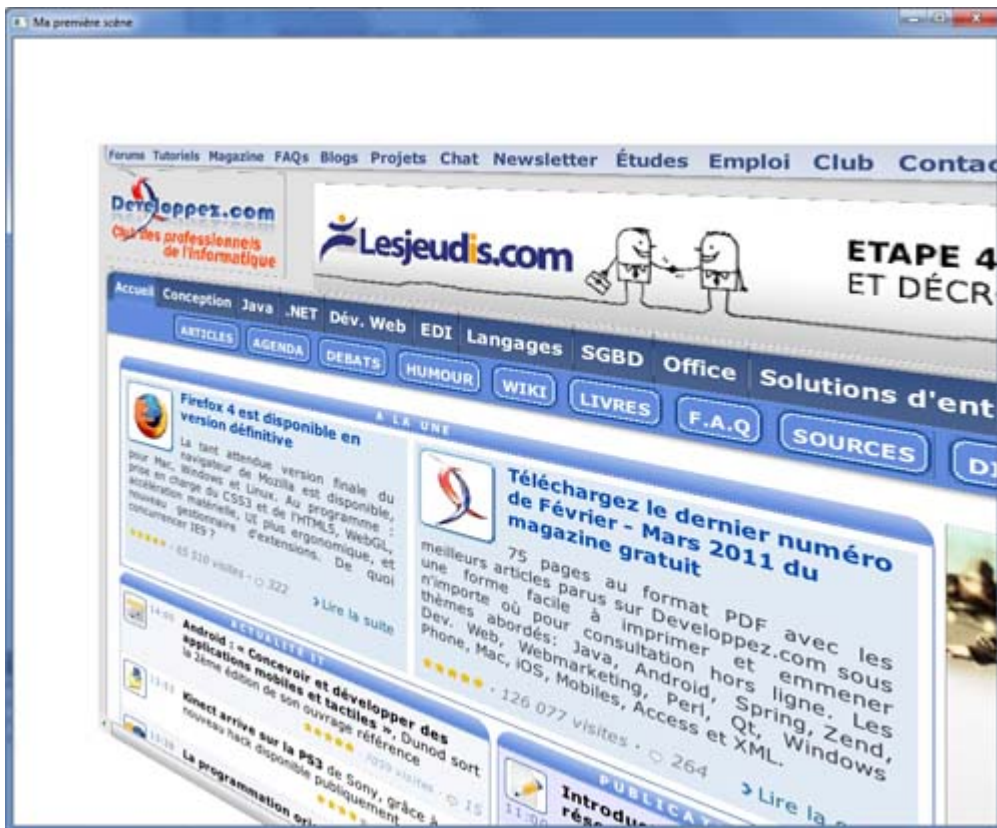 Ma première scène
Forums Tutoriels Magazine FAQs Blogs Projets Chat Newsletter Études Emploi Club Contac
Developpez.com
Club des professionnels
de l'informatique
Lesjeudis.com
ETAPE 4
ET DÉCR
Accueil Conception Java .NET Dév. Web EDI Langages SGBD Office Solutions d'ent
ARTICLES AGENDA DEBATS HUMOUR WIKI LIVRES F.A.Q SOURCES DI
A LA UNE
Firefox 4 est disponible en
version définitive
La tant attendue version finale du
navigateur de Mozilla est disponible,
pour Mac, Windows et Linux. Au programme :
prise en charge du CSS3 et de l'HTML5, WebGL,
accélération matérielle, UI plus ergonomique, et
nouveau gestionnaire d'extensions. De quoi
concurrencer IE9 ?
322
Lire la suite
Téléchargez le dernier numéro
de Février - Mars 2011 du
magazine gratuit
75 pages au format PDF avec les
meilleurs articles parus sur Developpez.com sous
une forme facile à imprimer et emmener
n'importe où pour consultation hors ligne. Les
thèmes abordés: Java, Android, Spring, Zend,
Dev. Web, Webmarketing, Perl, Qt, Windows
Phone, Mac, iOS, Mobiles, Access et XML.
- 126 077 visites - 264
Lire la s
ACTUALITÉ IT
14:00 Android : « Concevoir et développer des
applications mobiles et tactiles », Dunod sort
la 2ème édition de son ouvrage référence
visites - 15
Kinect arrive sur la PS3 de Sony, grâce à
nouveau hack disponible publiquement
La programmation
PUBLICAT
11:00 Introduc
rése